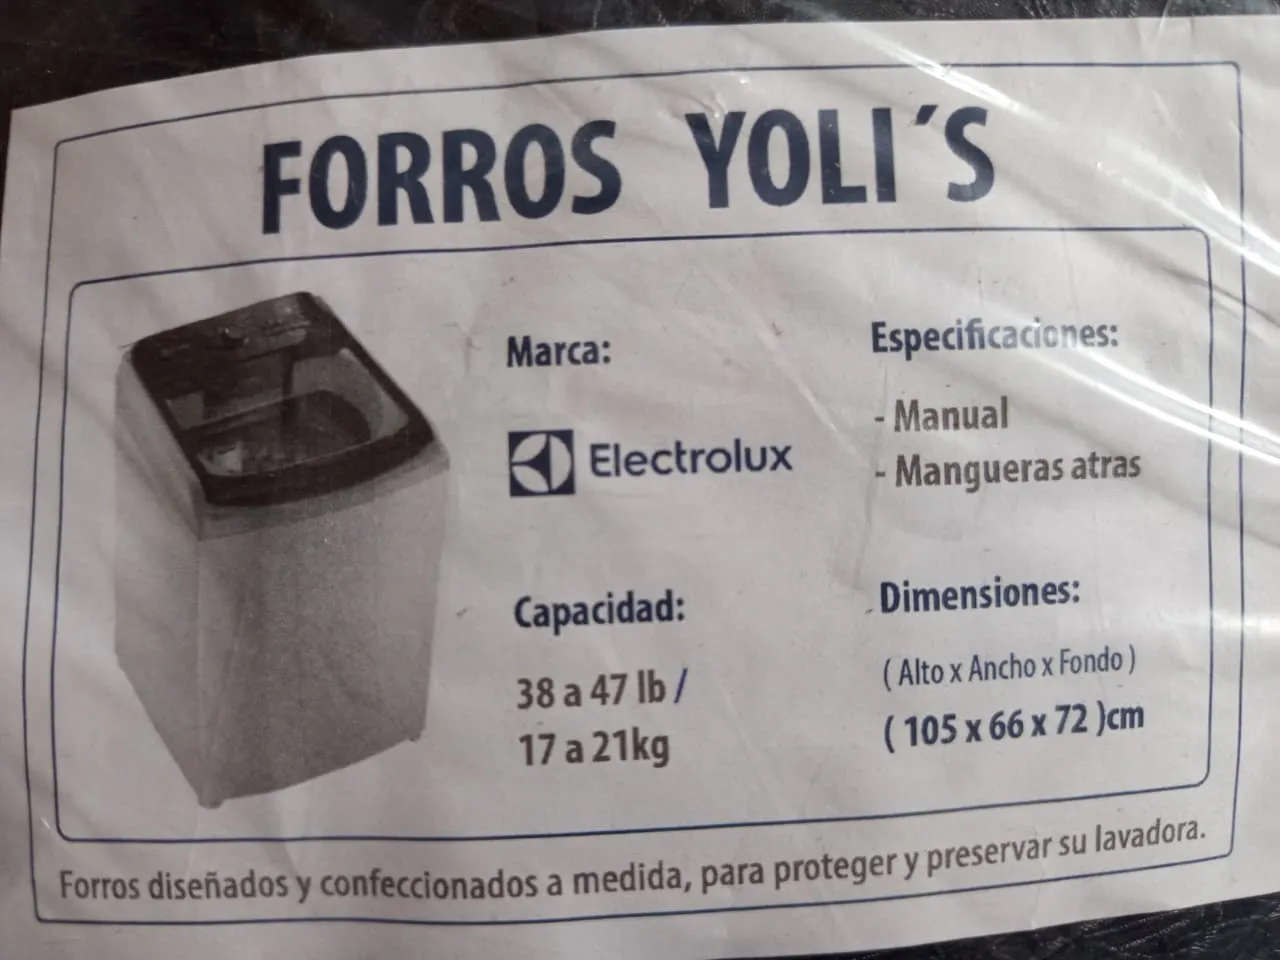 FORROS YOLI´S
Marca:
Electrolux
Capacidad:
38 a 47 lb /
17 a 21kg
Especificaciones:
- Manual
- Mangueras atras
Dimensiones:
( Alto x Ancho x Fondo )
( 105 x 66 x 72 )cm
Forros diseñados y confeccionados a medida, para proteger y preservar su lavadora.